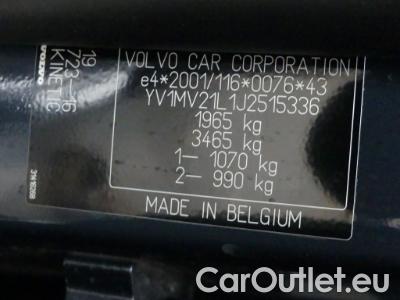 VOLVO CAR CORPORATION
e4*2001/116*0076*43
YV1MV21L1J2515336
1965 kg
3465 kg
1— 1070 kg
2— 990 kg
MADE IN BELGIUM
VOLVO
19
723-16
KINETIC
CarOutlet.eu